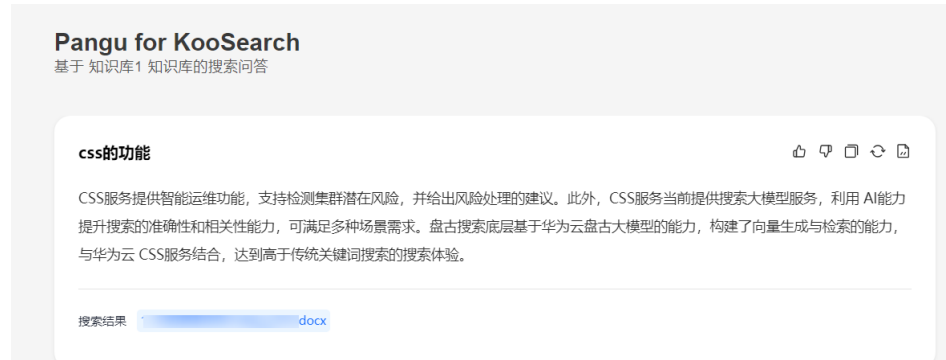 Pangu for KooSearch
基于 知识库1 知识库的搜索问答
css的功能
CSS服务提供智能运维功能，支持检测集群潜在风险，并给出风险处理的建议。此外，CSS服务当前提供搜索大模型服务，利用 AI能力
提升搜索的准确性和相关性能力，可满足多种场景需求。盘古搜索底层基于华为云盘古大模型的能力，构建了向量生成与检索的能力，
与华为云 CSS服务结合，达到高于传统关键词搜索的搜索体验。
搜索结果 docx